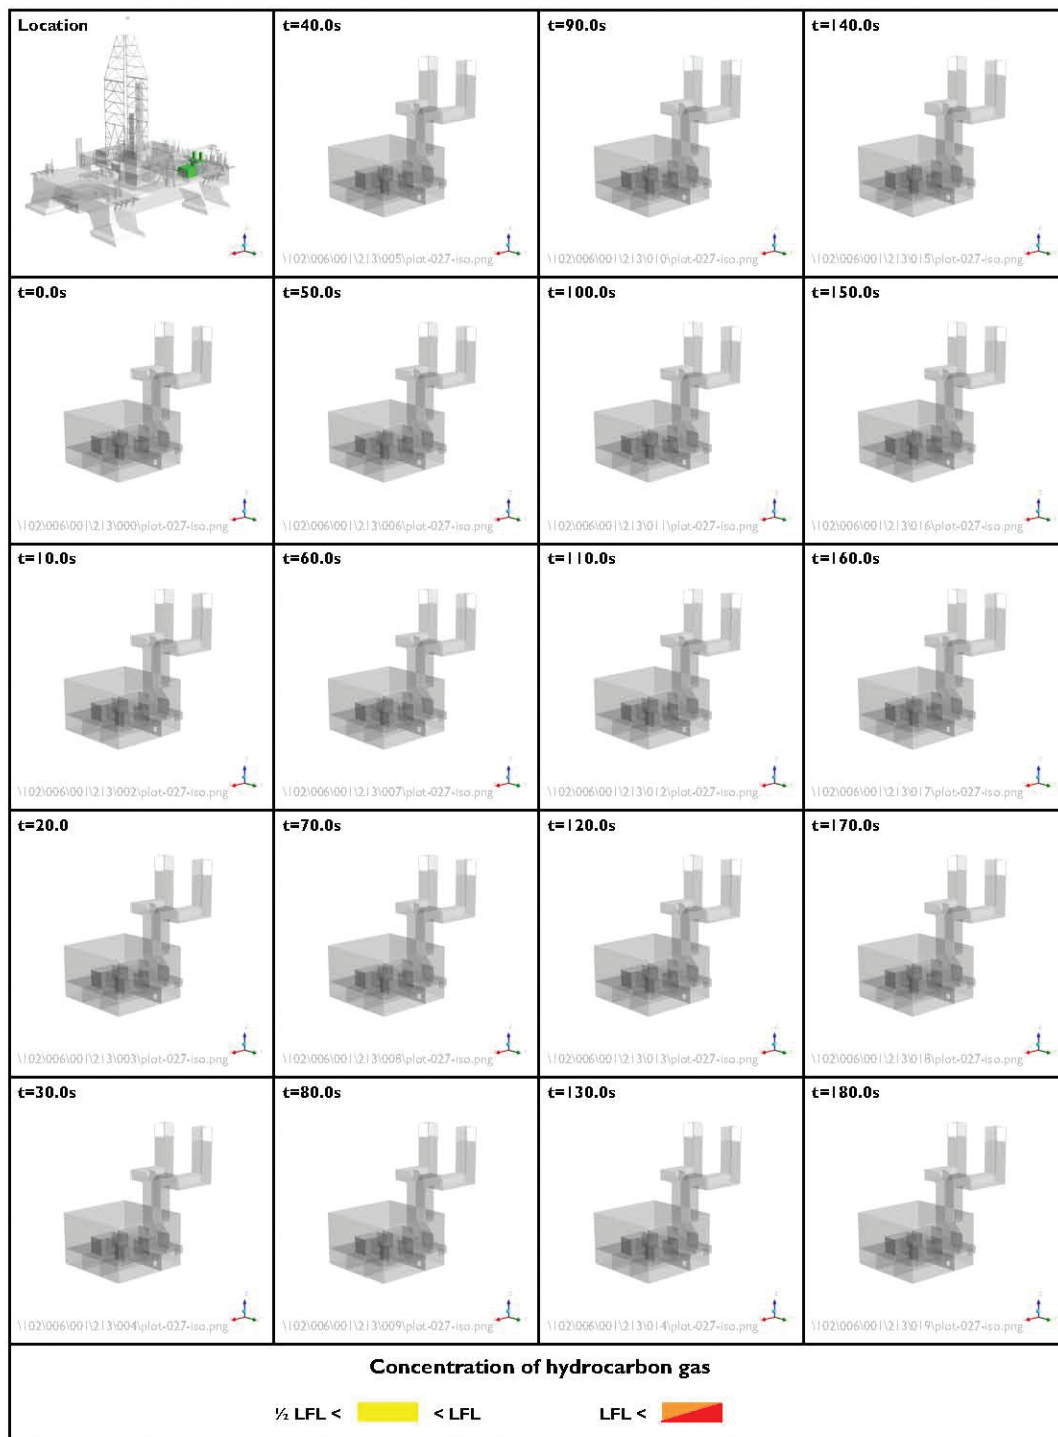 Location
t=40.0s
t=90.0s
t=140.0s
\102\006\001\213\005\plot-027-iso.png
\102\006\001\213\010\plot-027-iso.png
\102\006\001\213\015\plot-027-iso.png
t=0.0s
t=50.0s
t=100.0s
t=150.0s
\102\006\001\213\000\plot-027-iso.png
\102\006\001\213\006\plot-027-iso.png
\102\006\001\213\011\plot-027-iso.png
\102\006\001\213\016\plot-027-iso.png
t=10.0s
t=60.0s
t=110.0s
t=160.0s
\102\006\001\213\002\plot-027-iso.png
\102\006\001\213\007\plot-027-iso.png
\102\006\001\213\012\plot-027-iso.png
\102\006\001\213\017\plot-027-iso.png
t=20.0
t=70.0s
t=120.0s
t=170.0s
\102\006\001\213\003\plot-027-iso.png
\102\006\001\213\008\plot-027-iso.png
\102\006\001\213\013\plot-027-iso.png
\102\006\001\213\018\plot-027-iso.png
t=30.0s
t=80.0s
t=130.0s
t=180.0s
\102\006\001\213\004\plot-027-iso.png
\102\006\001\213\009\plot-027-iso.png
\102\006\001\213\014\plot-027-iso.png
\102\006\001\213\019\plot-027-iso.png
Concentration of hydrocarbon gas
½ LFL < < LFL LFL <